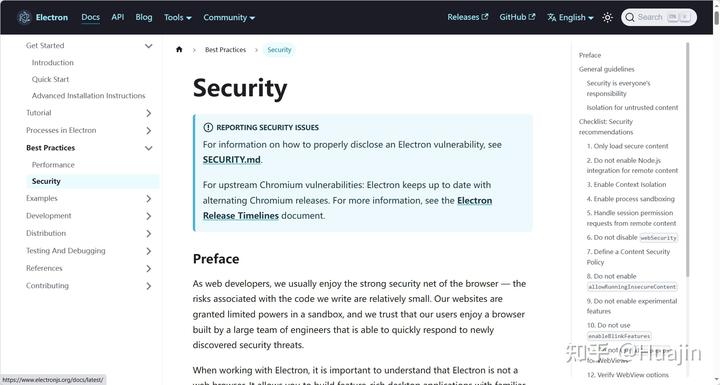 Electron Docs API Blog Tools Community Releases GitHub English Search
Get Started
Introduction
Quick Start
Advanced Installation Instructions
Tutorial
Processes in Electron
Best Practices
Performance
Security
Examples
Development
Distribution
Testing And Debugging
References
Contributing
Best Practices
Security
Security
REPORTING SECURITY ISSUES
For information on how to properly disclose an Electron vulnerability, see
SECURITY.md.
For upstream Chromium vulnerabilities: Electron keeps up to date with
alternating Chromium releases. For more information, see the Electron
Release Timelines document.
Preface
As web developers, we usually enjoy the strong security net of the browser — the
risks associated with the code we write are relatively small. Our websites are
granted limited powers in a sandbox, and we trust that our users enjoy a browser
built by a large team of engineers that is able to quickly respond to newly
discovered security threats.
When working with Electron, it is important to understand that Electron is not a
Preface
General guidelines
Security is everyone's
responsibility
Isolation for untrusted content
Checklist: Security
recommendations
1. Only load secure content
2. Do not enable Node.js
integration for remote content
3. Enable Context Isolation
4. Enable process sandboxing
5. Handle session permission
requests from remote content
6. Do not disable webSecurity
7. Define a Content Security
Policy
8. Do not enable
allowRunningInsecureContent
9. Do not enable experimental
features
10. Do not use
enableBlinkFeatures
for WebViews
12. Verify WebView options
https://www.electronjs.org/docs/latest/
知乎 @Huajin